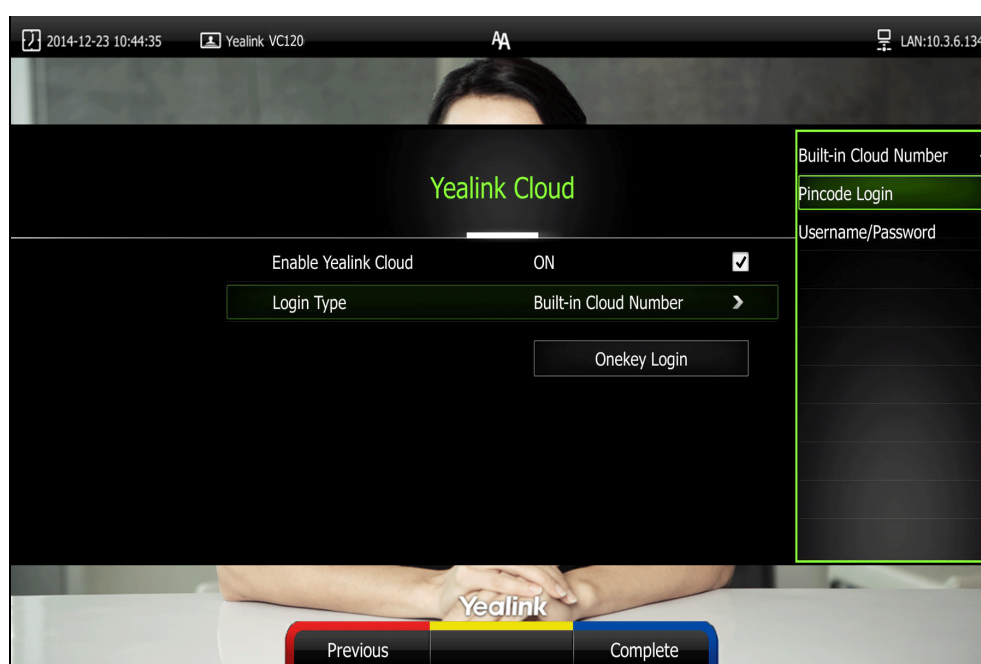 2014-12-23 10:44:35
Yealink VC120
AA
LAN:10.3.6.134
Yealink Cloud
Enable Yealink Cloud
ON
Login Type
Built-in Cloud Number
Onekey Login
Built-in Cloud Number
Pincode Login
Username/Password
Yealink
Previous
Complete